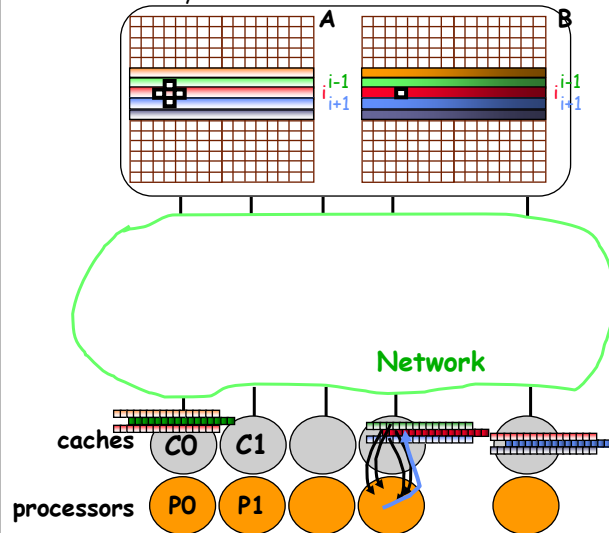 A
B
i-1
i
i+1
i-1
i
i+1
Network
caches
C0
C1
processors
P0
P1